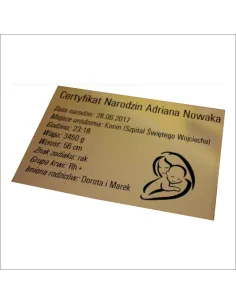 Certyfikat Narodzin Adriana Nowaka
Data narodzin: 28.06.2017
Miejsce urodzenia: Konin (Szpital Świętego Wojciecha)
Godzina: 23:18
Waga: 3450 g
Wzrost: 56 cm
Znak zodiaku: rak
Grupa krwi: Rh+
Imiona rodziców: Dorota i Marek